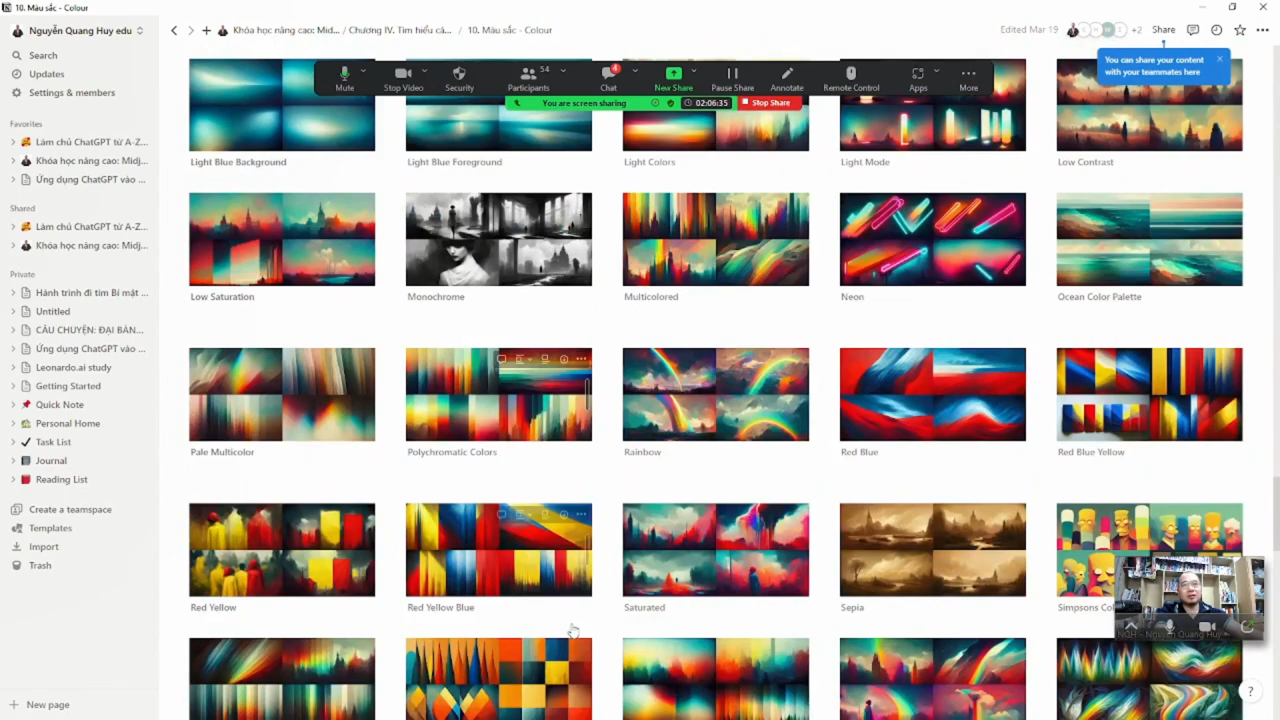 10. Màu sắc - Colour
Nguyễn Quang Huy edu
Khóa học nâng cao: Mid... / Chương IV. Tìm hiểu cá... / 10. Màu sắc - Colour
Edited Mar 19
+2
Share
Search
Updates
Settings & members
You can share your content
with your teammates here
Mute
Stop Video
Security
Participants
54
Chat
4
New Share
Pause Share
Annotate
Remote Control
Apps
More
You are screen sharing
02:06:35
Stop Share
Favorites
Làm chủ ChatGPT từ A-Z...
Khóa học nâng cao: Midj...
Ứng dụng ChatGPT vào ...
Shared
Làm chủ ChatGPT từ A-Z...
Khóa học nâng cao: Midj...
Private
Hành trình đi tìm Bí mật ...
Untitled
CÂU CHUYỆN: ĐẠI BÀN...
Ứng dụng ChatGPT vào ...
Leonardo.ai study
Getting Started
Quick Note
Personal Home
Task List
Journal
Reading List
Create a teamspace
Templates
Import
Trash
New page
Light Blue Background
Light Blue Foreground
Light Colors
Light Mode
Low Contrast
Low Saturation
Monochrome
Multicolored
Neon
Ocean Color Palette
Pale Multicolor
Polychromatic Colors
Rainbow
Red Blue
Red Blue Yellow
Red Yellow
Red Yellow Blue
Saturated
Sepia
Simpsons Col
NQH - Nguyen Quang Huy
?